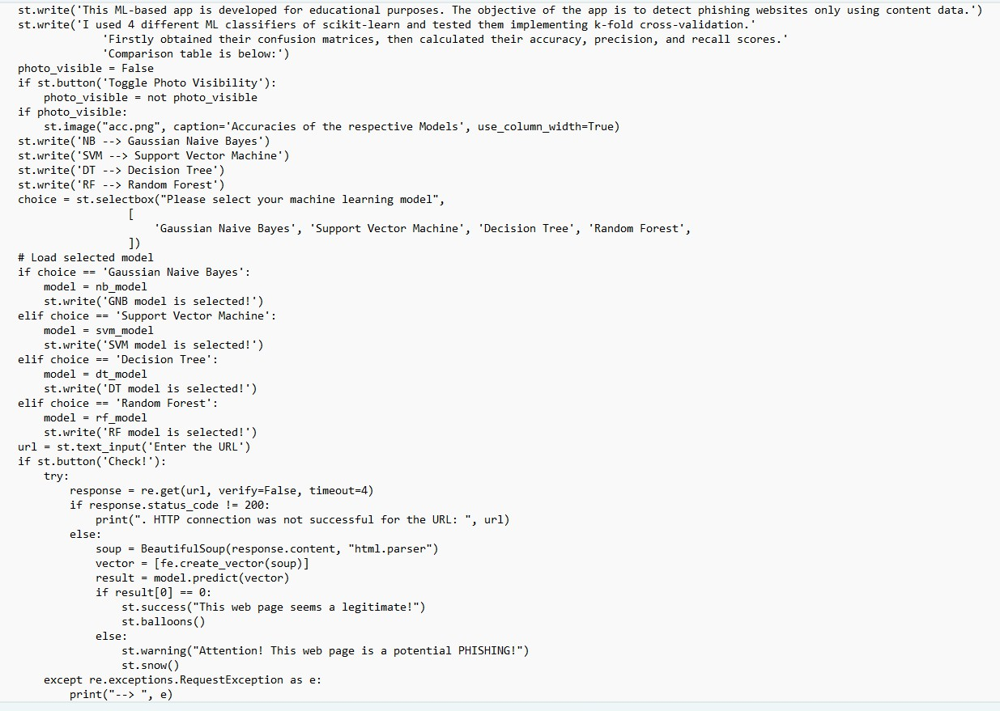 st.write('This ML-based app is developed for educational purposes. The objective of the app is to detect phishing websites only using content data.')
st.write('I used 4 different ML classifiers of scikit-learn and tested them implementing k-fold cross-validation.'
             'Firstly obtained their confusion matrices, then calculated their accuracy, precision, and recall scores.'
             'Comparison table is below:')
photo_visible = False
if st.button('Toggle Photo Visibility'):
    photo_visible = not photo_visible
if photo_visible:
    st.image("acc.png", caption='Accuracies of the respective Models', use_column_width=True)
st.write('NB --> Gaussian Naive Bayes')
st.write('SVM --> Support Vector Machine')
st.write('DT --> Decision Tree')
st.write('RF --> Random Forest')
choice = st.selectbox("Please select your machine learning model",
                 [
                     'Gaussian Naive Bayes', 'Support Vector Machine', 'Decision Tree', 'Random Forest',
                 ])
# Load selected model
if choice == 'Gaussian Naive Bayes':
    model = nb_model
    st.write('GNB model is selected!')
elif choice == 'Support Vector Machine':
    model = svm_model
    st.write('SVM model is selected!')
elif choice == 'Decision Tree':
    model = dt_model
    st.write('DT model is selected!')
elif choice == 'Random Forest':
    model = rf_model
    st.write('RF model is selected!')
url = st.text_input('Enter the URL')
if st.button('Check!'):
    try:
        response = re.get(url, verify=False, timeout=4)
        if response.status_code != 200:
            print(". HTTP connection was not successful for the URL: ", url)
        else:
            soup = BeautifulSoup(response.content, "html.parser")
            vector = [fe.create_vector(soup)]
            result = model.predict(vector)
            if result[0] == 0:
                st.success("This web page seems a legitimate!")
                st.balloons()
            else:
                st.warning("Attention! This web page is a potential PHISHING!")
                st.snow()
    except re.exceptions.RequestException as e:
        print("--> ", e)